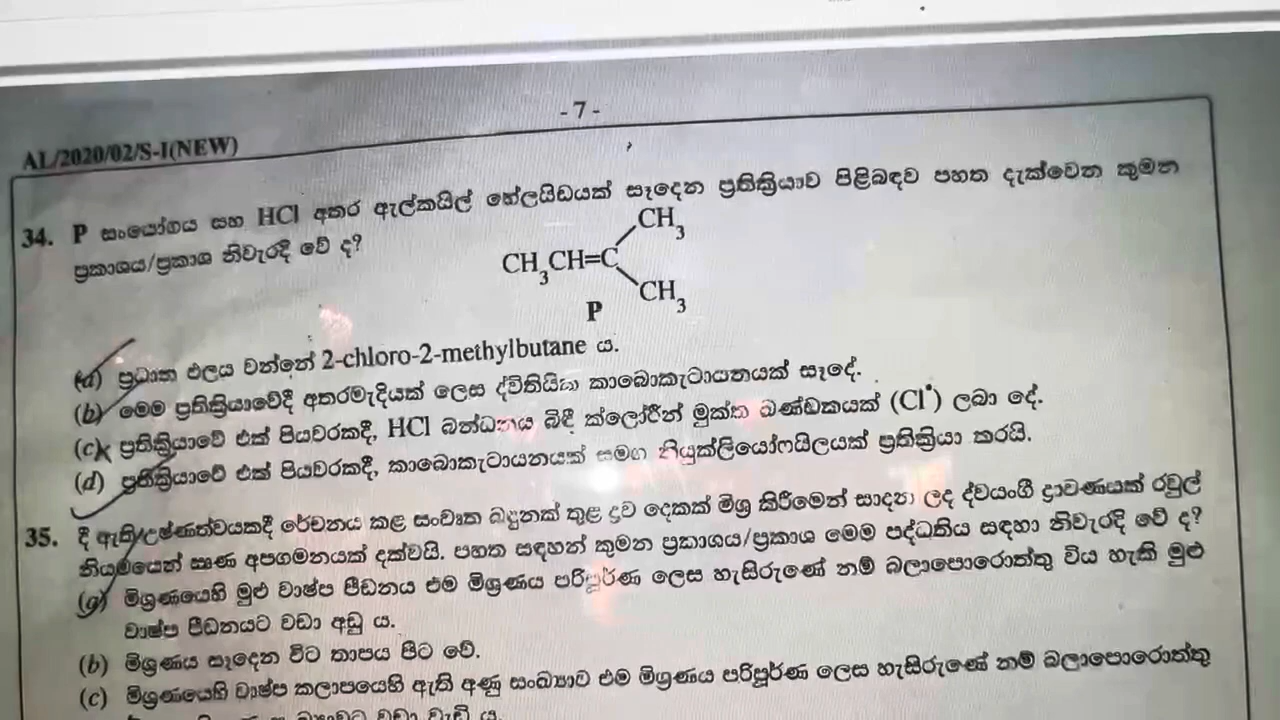 - 7 -
AL/2020/02/S-I(NEW)
34. P සංයෝගය සහ HCl අතර ඇල්කයිල් හේලයිඩයක් සෑදෙන ප්‍රතික්‍රියාව පිළිබඳව පහත දැක්වෙන කුමන
ප්‍රකාශය/ප්‍රකාශ නිවැරදි වේ ද?
CH3
CH3CH=C
CH3
P
(a) ප්‍රධාන ඵලය වන්නේ 2-chloro-2-methylbutane ය.
(b) මෙම ප්‍රතික්‍රියාවේදී අතරමැදියක් ලෙස ද්විතියික කාබොකැටායනයක් සෑදේ.
(c) ප්‍රතික්‍රියාවේ එක් පියවරකදී, HCl බන්ධනය බිඳී ක්ලෝරීන් මුක්ත ඛණ්ඩකයක් (Cl•) ලබා දේ.
(d) ප්‍රතික්‍රියාවේ එක් පියවරකදී, කාබොකැටායනයක් සමග නියුක්ලියෝෆයිලයක් ප්‍රතික්‍රියා කරයි.
35. දී ඇති උෂ්ණත්වයකදී රේචනය කළ සංවෘත බඳුනක් තුළ ද්‍රව දෙකක් මිශ්‍ර කිරීමෙන් සාදන ලද ද්වයංගී ද්‍රාවණයක් රවුල්
නියමයෙන් ඍණ අපගමනයක් දක්වයි. පහත සඳහන් කුමන ප්‍රකාශය/ප්‍රකාශ මෙම පද්ධතිය සඳහා නිවැරදි වේ ද?
(a) මිශ්‍රණයෙහි මුළු වාෂ්ප පීඩනය එම මිශ්‍රණය පරිපූර්ණ ලෙස හැසිරුණේ නම් බලාපොරොත්තු විය හැකි මුළු
වාෂ්ප පීඩනයට වඩා අඩු ය.
(b) මිශ්‍රණය සෑදෙන විට තාපය පිට වේ.
(c) මිශ්‍රණයෙහි වාෂ්ප කලාපයෙහි ඇති අණු සංඛ්‍යාව එම මිශ්‍රණය පරිපූර්ණ ලෙස හැසිරුණේ නම් බලාපොරොත්තු
වඩා වැඩි ය.